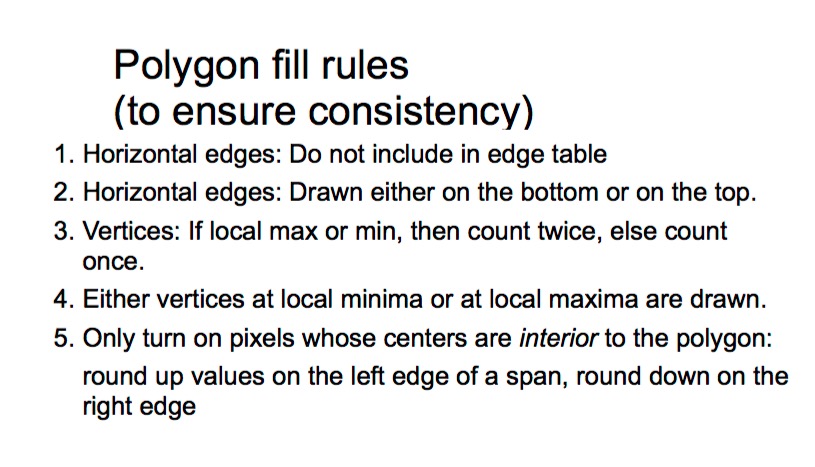 Polygon fill rules
(to ensure consistency)
1. Horizontal edges: Do not include in edge table
2. Horizontal edges: Drawn either on the bottom or on the top.
3. Vertices: If local max or min, then count twice, else count
once.
4. Either vertices at local minima or at local maxima are drawn.
5. Only turn on pixels whose centers are interior to the polygon:
round up values on the left edge of a span, round down on the
right edge